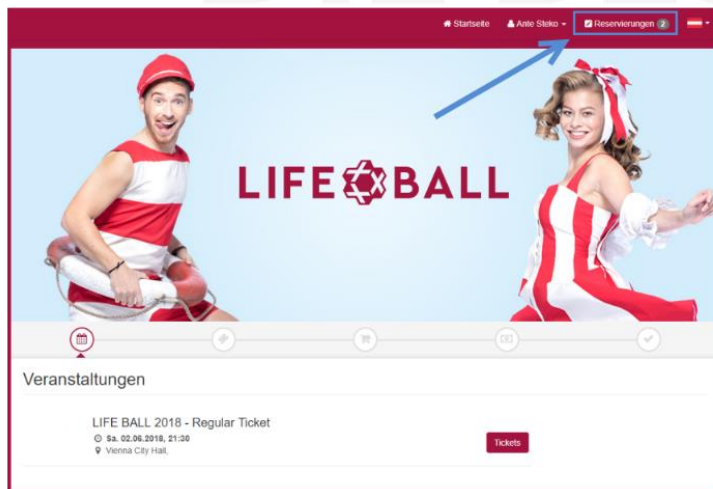 Startseite Ante Steko Reservierungen 2
LIFE BALL
Veranstaltungen
LIFE BALL 2018 - Regular Ticket
Sa. 02.06.2018, 21:30
Vienna City Hall,
Tickets